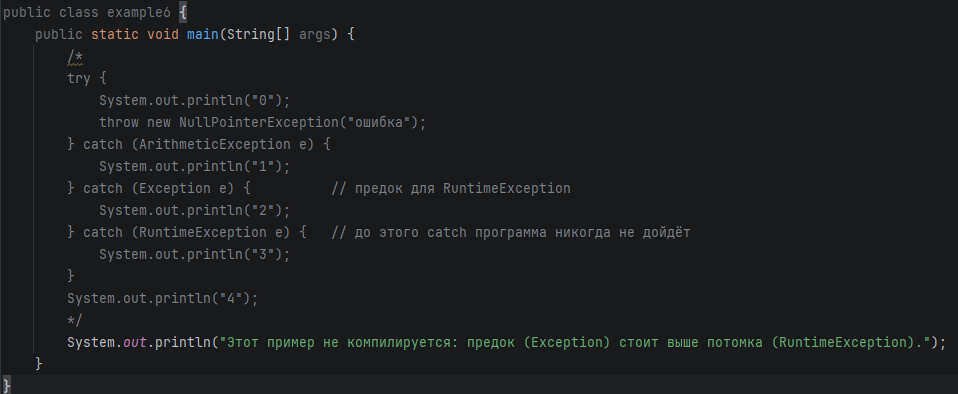 public class example6 {
    public static void main(String[] args) {
        /*
        try {
            System.out.println("0");
            throw new NullPointerException("ошибка");
        } catch (ArithmeticException e) {
            System.out.println("1");
        } catch (Exception e) {          // предок для RuntimeException
            System.out.println("2");
        } catch (RuntimeException e) {   // до этого catch программа никогда не дойдёт
            System.out.println("3");
        }
        System.out.println("4");
        */
        System.out.println("Этот пример не компилируется: предок (Exception) стоит выше потомка (RuntimeException).");
    }
}